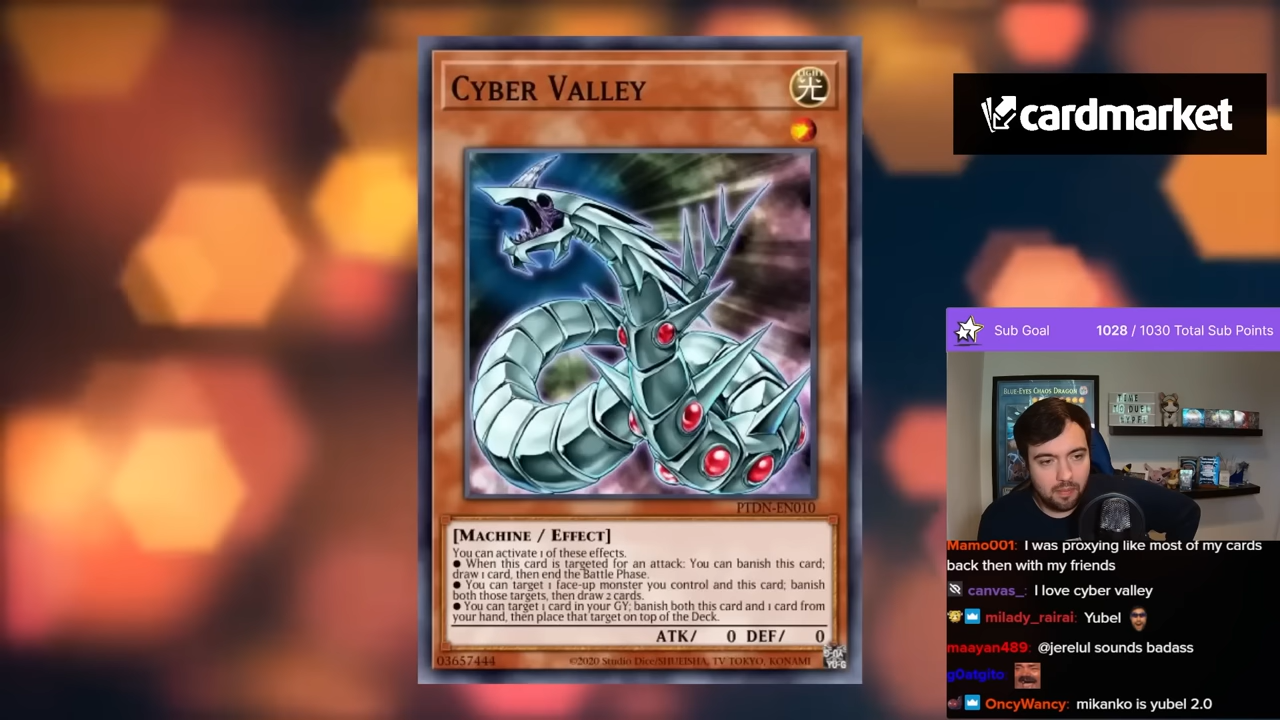 CYBER VALLEY
LIGHT
光
PTDN-EN010
[MACHINE / EFFECT]
You can activate 1 of these effects.
● When this card is targeted for an attack: You can banish this card;
draw 1 card, then end the Battle Phase.
● You can target 1 face-up monster you control and this card; banish
both those targets, then draw 2 cards.
● You can target 1 card in your GY; banish both this card and 1 card from
your hand, then place that target on top of the Deck.
ATK/ 0 DEF/ 0
03657444
©2020 Studio Dice/SHUEISHA, TV TOKYO, KONAMI
cardmarket
Sub Goal
1028 / 1030 Total Sub Points
BLUE-EYES CHAOS DRAGON
TIME
TO DUEL
Mamo001: I was proxying like most of my cards
back then with my friends
canvas_: I love cyber valley
milady_rairai: Yubel
maayan489: @jerelul sounds badass
g0atgito:
OncyWancy: mikanko is yubel 2.0